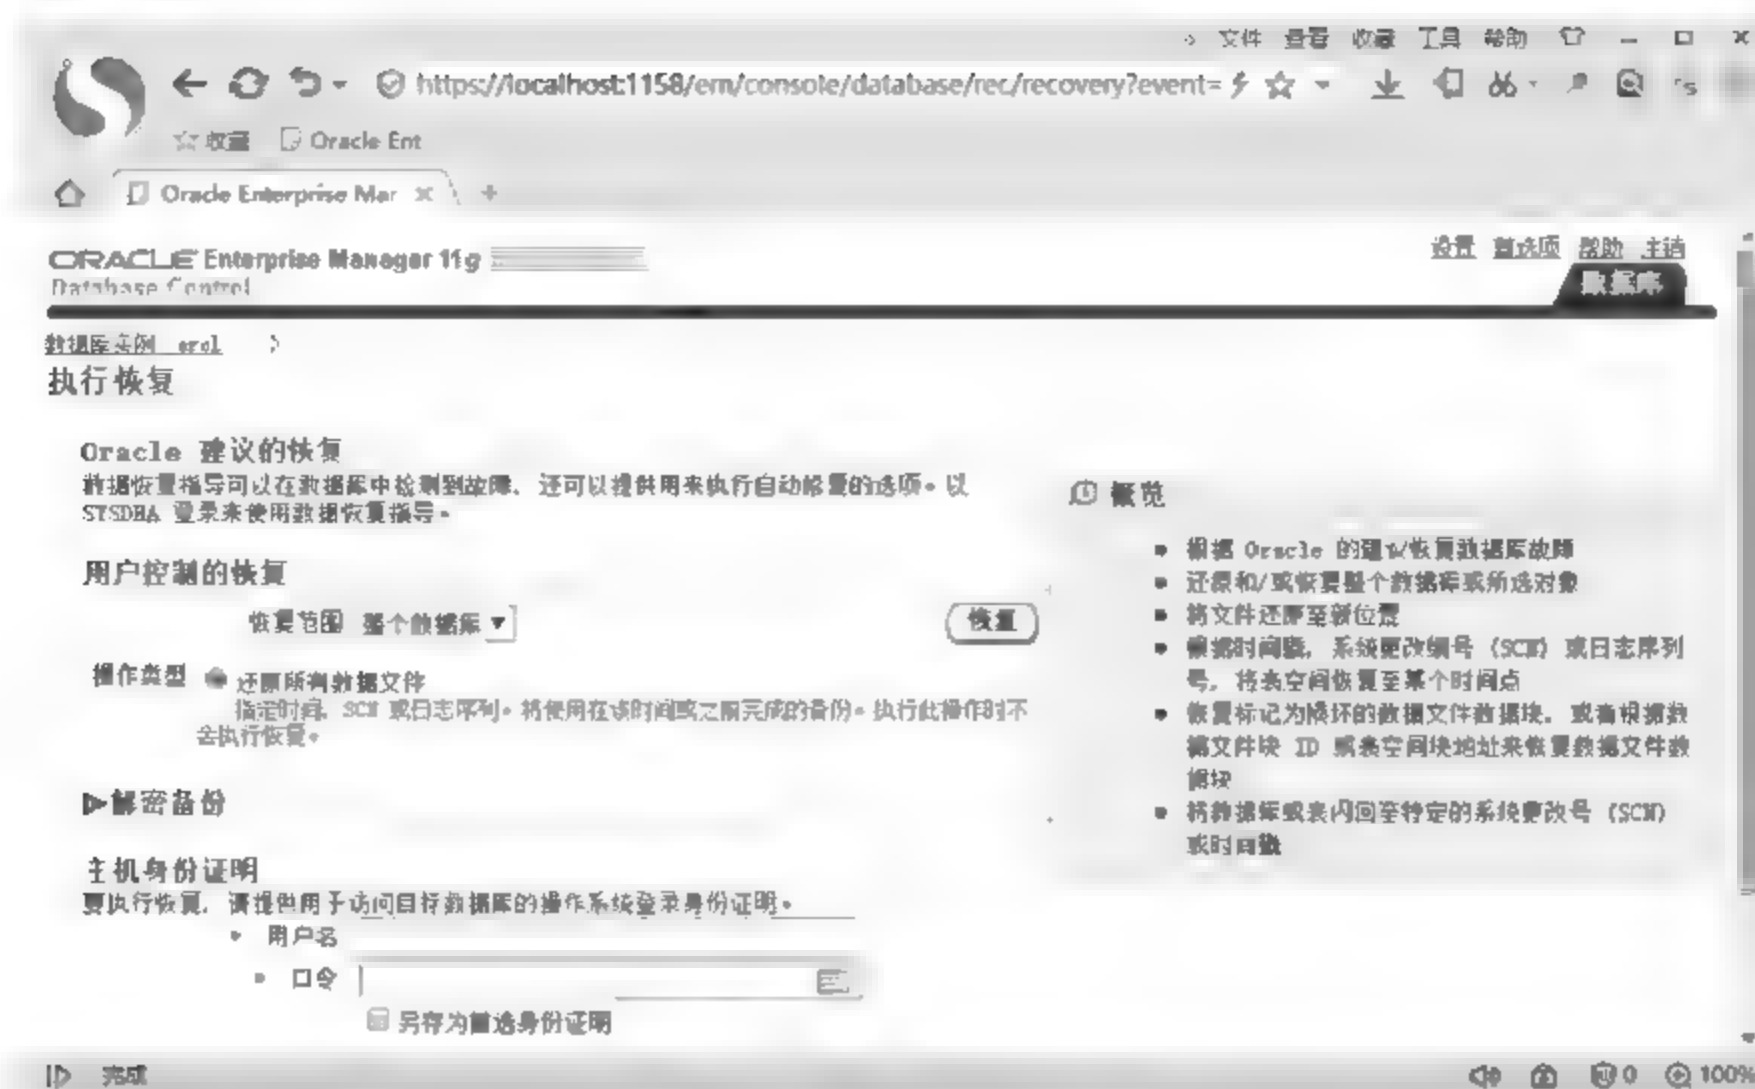 文件 查看 收藏 工具 帮助
https://localhost:1158/em/console/database/rec/recovery?event=
收藏 Oracle Ent
Oracle Enterprise Mar
ORACLE Enterprise Manager 11g
Database Control
设置 首选项 帮助 注销
数据库
数据库实例 orcl >
执行恢复
Oracle 建议的恢复
数据恢复指导可以在数据库中检测到故障, 还可以提供用来执行自动修复的选项。以
SYSDBA 登录来使用数据恢复指导。
用户控制的恢复
恢复范围 整个数据库
恢复
操作类型 还原所有数据文件
指定时间, SCN 或日志序列。将使用在该时间或之前完成的备份。执行此操作时不
会执行恢复。
解密备份
主机身份证明
要执行恢复, 请提供用于访问目标数据库的操作系统登录身份证明。
用户名
口令
另存为首选身份证明
概览
根据 Oracle 的建议恢复数据库故障
还原和/或恢复整个数据库或所选对象
将文件还原至新位置
根据时间戳, 系统更改编号 (SCN) 或日志序列
号, 将表空间恢复至某个时间点
恢复标记为损坏的数据文件数据块, 或者根据数
据文件块 ID 或表空间块地址来恢复数据文件数
据块
将数据库或表闪回至特定的系统更改号 (SCN)
或时间戳
完成
0
100%